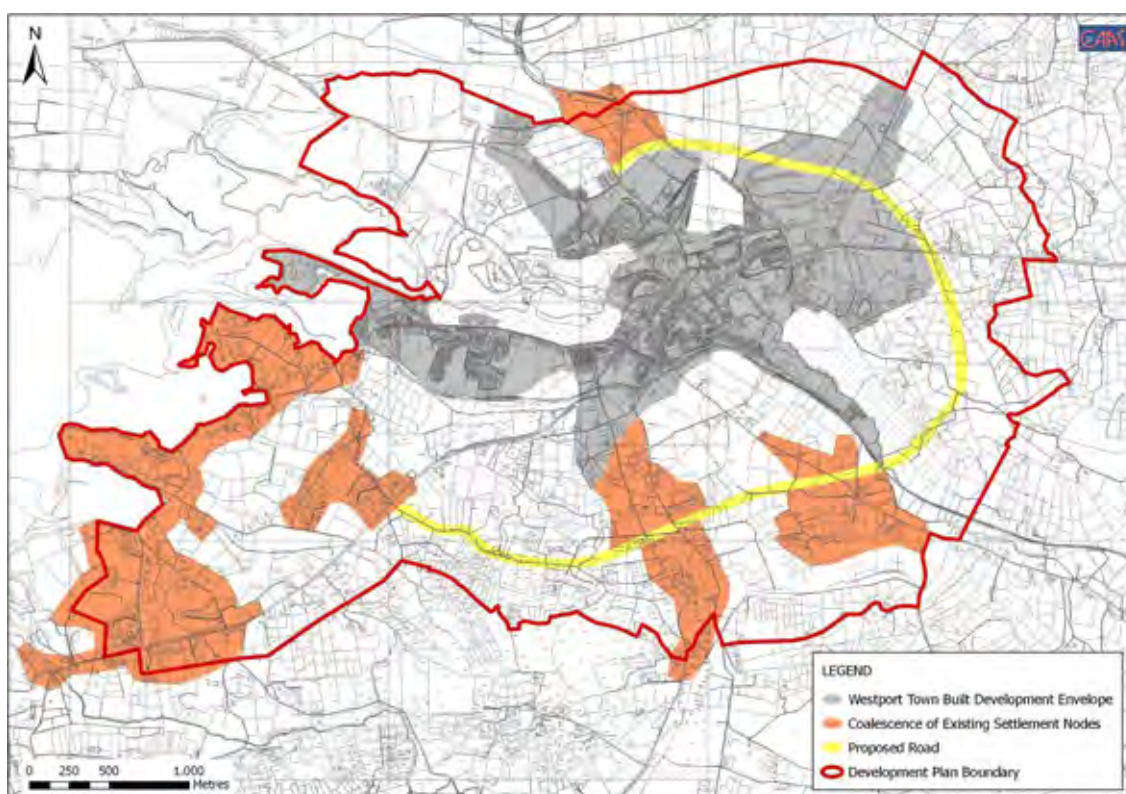 N
CAAS
LEGEND
Westport Town Built Development Envelope
Coalescence of Existing Settlement Nodes
Proposed Road
Development Plan Boundary
0 250 500 1,000
Metres